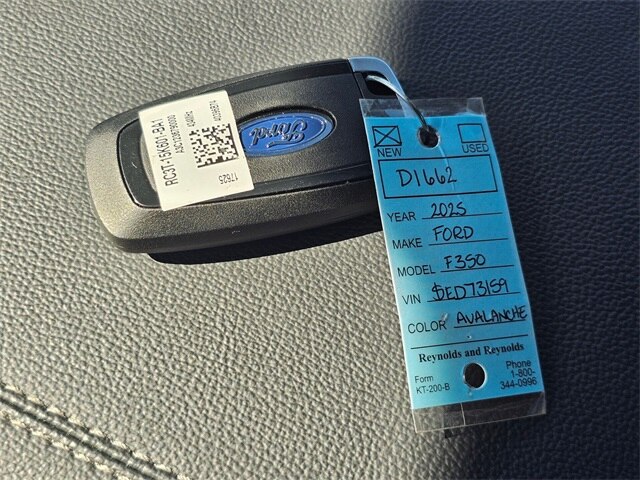 RC3T-15K601-BA1
17625
Ford
NEW
USED
D1662
YEAR 2025
MAKE FORD
MODEL F350
VIN SED73159
COLOR AVALANCHE
Reynolds and Reynolds
Form
KT-200-B
Phone
1-800-
344-0996